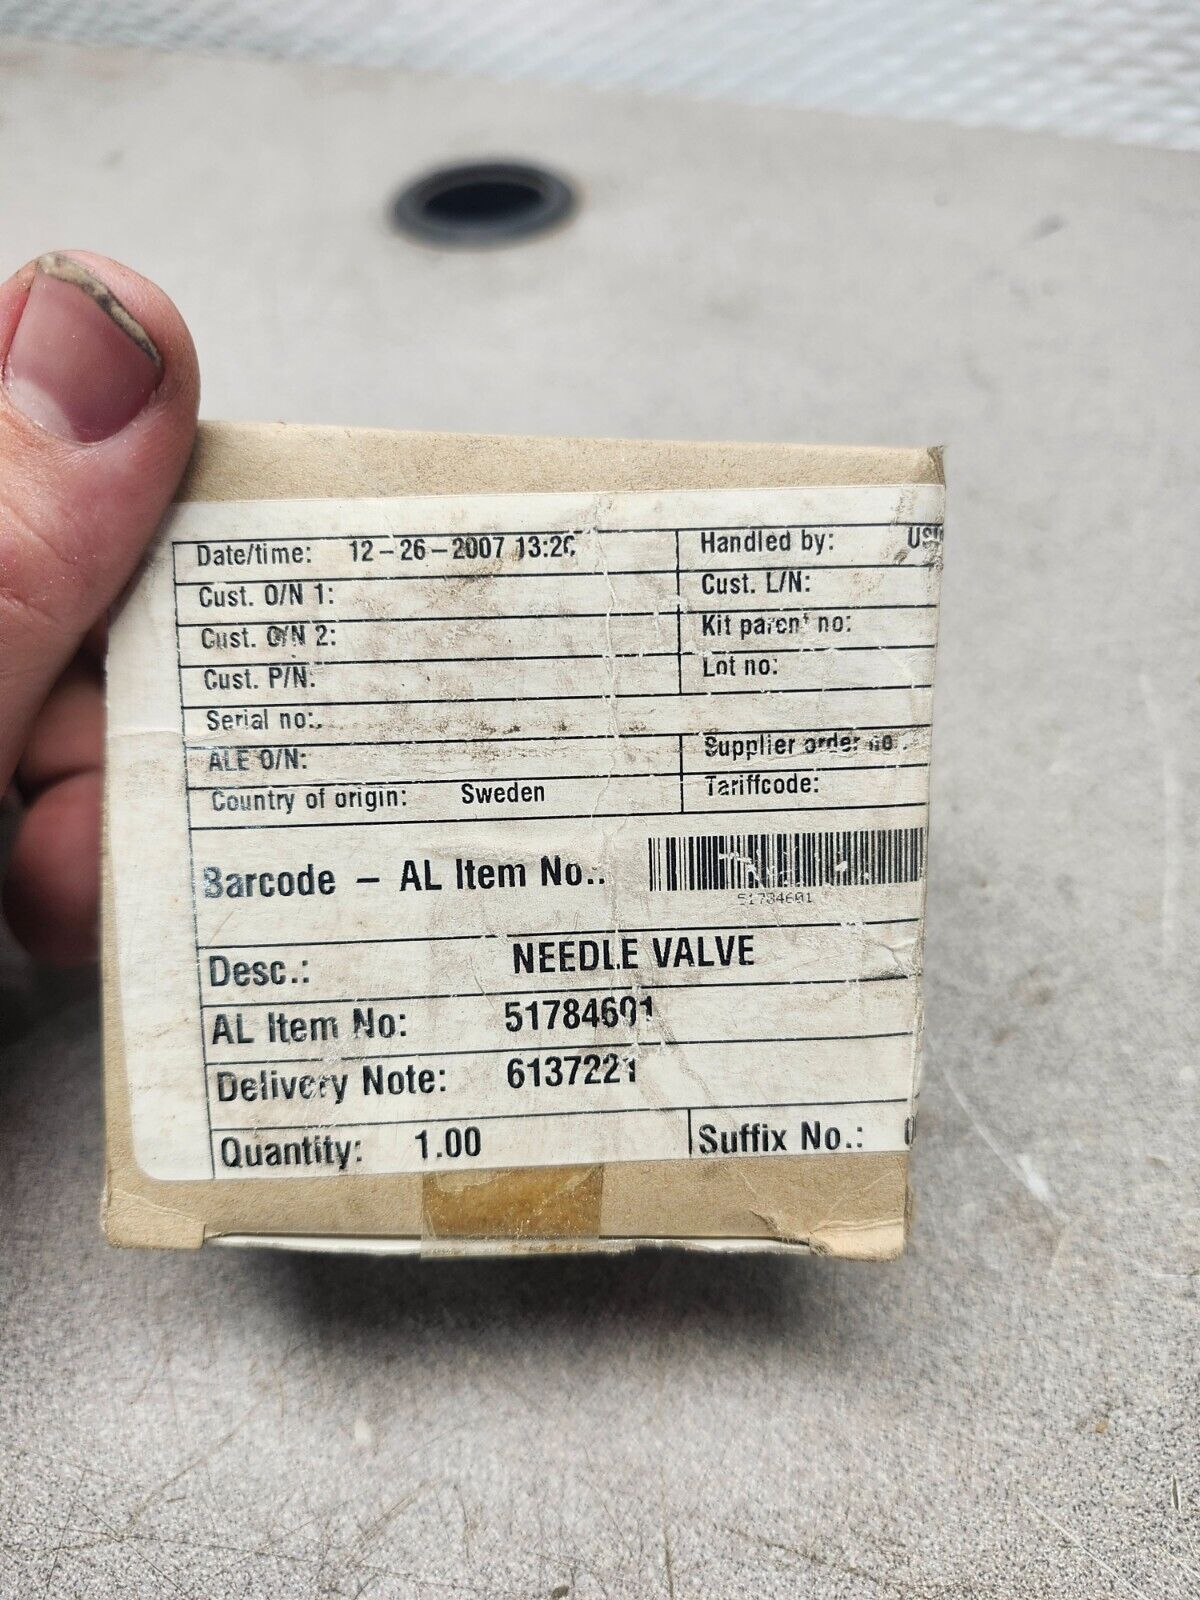 Date/time: 12-26-2007 13:26 Handled by:
Cust. O/N 1: Cust. L/N:
Cust. O/N 2: Kit parent no:
Cust. P/N: Lot no:
Serial no:
ALE O/N: Supplier order no.
Country of origin: Sweden Tariffcode:
Barcode - AL Item No.:
51784601
Desc.: NEEDLE VALVE
AL Item No: 51784601
Delivery Note: 6137221
Quantity: 1.00 Suffix No.: